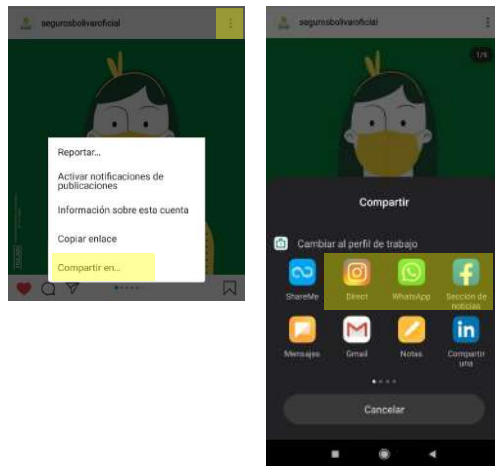 segurosbolivaroficial
Reportar...
Activar notificaciones de
publicaciones
Información sobre esta cuenta
Copiar enlace
Compartir en...
segurosbolivaroficial
1/5
Compartir
Cambiar al perfil de trabajo
ShareMe
Direct
WhatsApp
Sección de
noticias
Mensajes
Gmail
Notas
Compartir
una
Cancelar